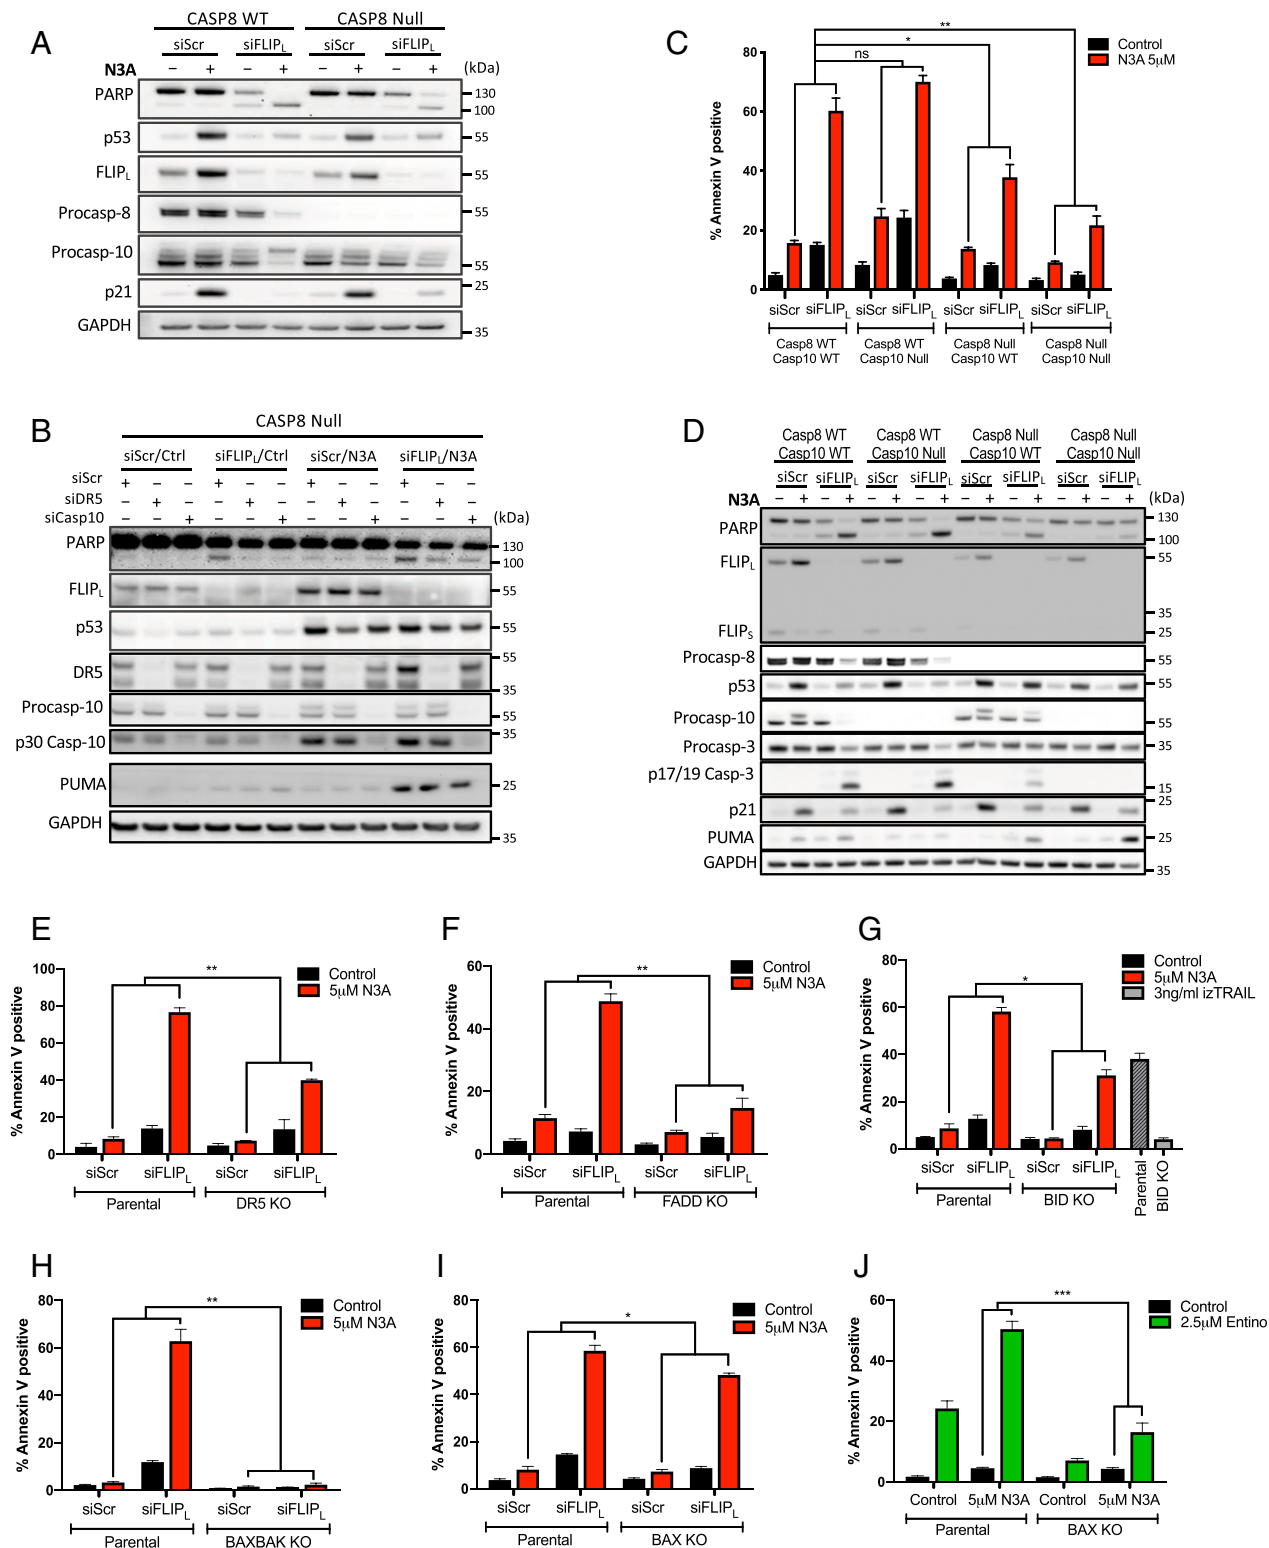 A
CASP8 WT CASP8 Null
siScr siFLIPL siScr siFLIPL
N3A – + – + – + – + (kDa)
PARP 130
100
p53 55
FLIPL 55
Procasp-8 55
Procasp-10 55
p21 25
GAPDH 35
B
CASP8 Null
siScr/Ctrl siFLIPL/Ctrl siScr/N3A siFLIPL/N3A
siScr + – – + – – + – – + – –
siDR5 – + – – + – – + – – + –
siCasp10 – – + – – + – – + – – + (kDa)
PARP 130
100
FLIPL 55
p53 55
DR5 55
35
Procasp-10 55
p30 Casp-10 35
PUMA 25
GAPDH 35
C
** * ns
Control
N3A 5µM
% Annexin V positive
80
60
40
20
0
siScr siFLIPL siScr siFLIPL siScr siFLIPL siScr siFLIPL
Casp8 WT Casp8 WT Casp8 Null Casp8 Null
Casp10 WT Casp10 Null Casp10 WT Casp10 Null
D
Casp8 WT Casp8 WT Casp8 Null Casp8 Null
Casp10 WT Casp10 Null Casp10 WT Casp10 Null
siScr siFLIPL siScr siFLIPL siScr siFLIPL siScr siFLIPL
N3A – + – + – + – + – + – + – + – + (kDa)
PARP 130
100
FLIPL 55
35
FLIPS 25
Procasp-8 55
p53 55
Procasp-10 55
Procasp-3 35
p17/19 Casp-3 15
p21 25
PUMA 25
GAPDH 35
E
**
Control
5µM N3A
% Annexin V positive
100
80
60
40
20
0
siScr siFLIPL siScr siFLIPL
Parental DR5 KO
F
**
Control
5µM N3A
% Annexin V positive
60
40
20
0
siScr siFLIPL siScr siFLIPL
Parental FADD KO
G
*
Control
5µM N3A
3ng/ml izTRAIL
% Annexin V positive
80
60
40
20
0
siScr siFLIPL siScr siFLIPL
Parental BID KO
Parental
BID KO
H
**
Control
5µM N3A
% Annexin V positive
80
60
40
20
0
siScr siFLIPL siScr siFLIPL
Parental BAXBAK KO
I
*
Control
5µM N3A
% Annexin V positive
80
60
40
20
0
siScr siFLIPL siScr siFLIPL
Parental BAX KO
J
***
Control
2.5µM Entino
% Annexin V positive
60
40
20
0
Control 5µM N3A Control 5µM N3A
Parental BAX KO